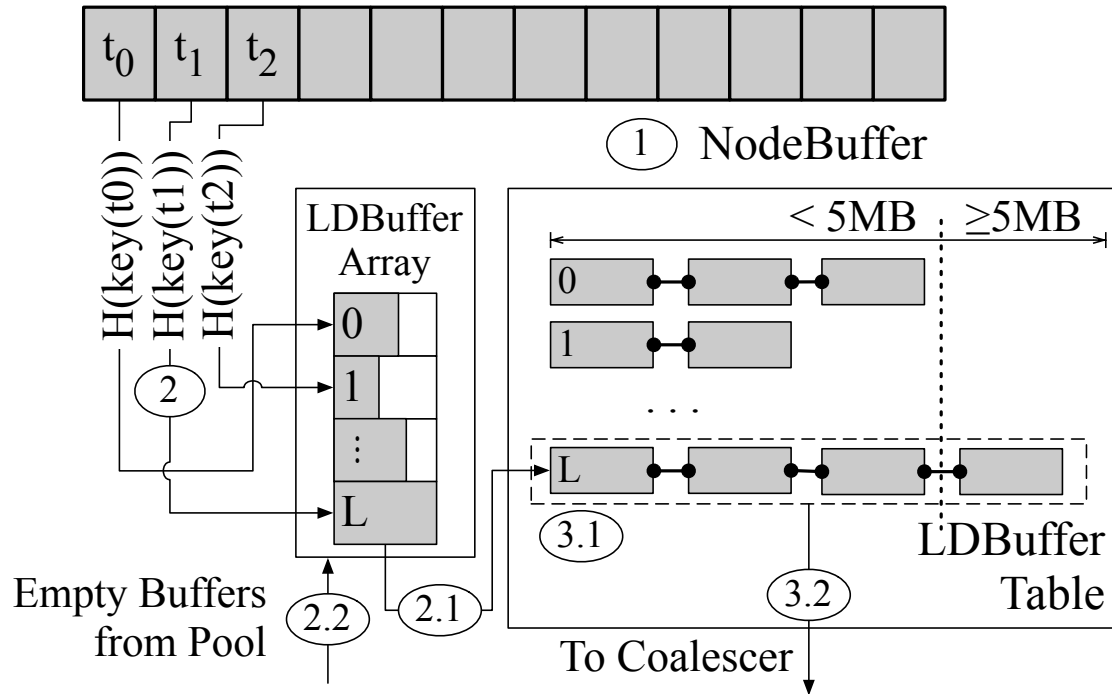 t0 t1 t2
1 NodeBuffer
H(key(t0))
H(key(t1))
H(key(t2))
2
LDBuffer
Array
0
1
⋮
L
< 5MB ≥5MB
0
1
. . .
L
3.1
LDBuffer
Table
3.2
2.1
Empty Buffers
from Pool
2.2
To Coalescer